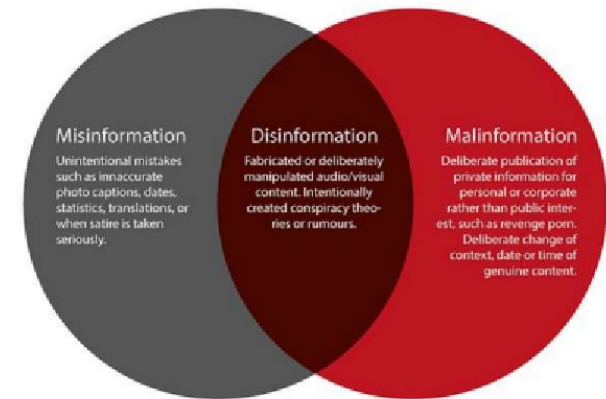 Misinformation
Unintentional mistakes
such as innaccurate
photo captions, dates,
statistics, translations, or
when satire is taken
seriously.
Disinformation
Fabricated or deliberately
manipulated audio/visual
content. Intentionally
created conspiracy theo-
ries or rumours.
Malinformation
Deliberate publication of
private information for
personal or corporate
rather than public inter-
est, such as revenge porn.
Deliberate change of
context, date or time of
genuine content.